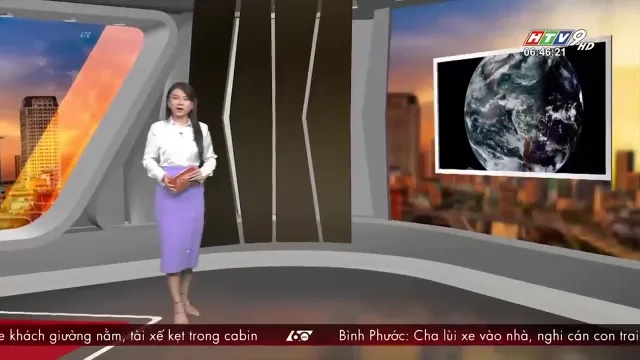 HTV9 HD
06:46:21
e khách giường nằm, tài xế kẹt trong cabin 60 Bình Phước: Cha lùi xe vào nhà, nghi cán con trai